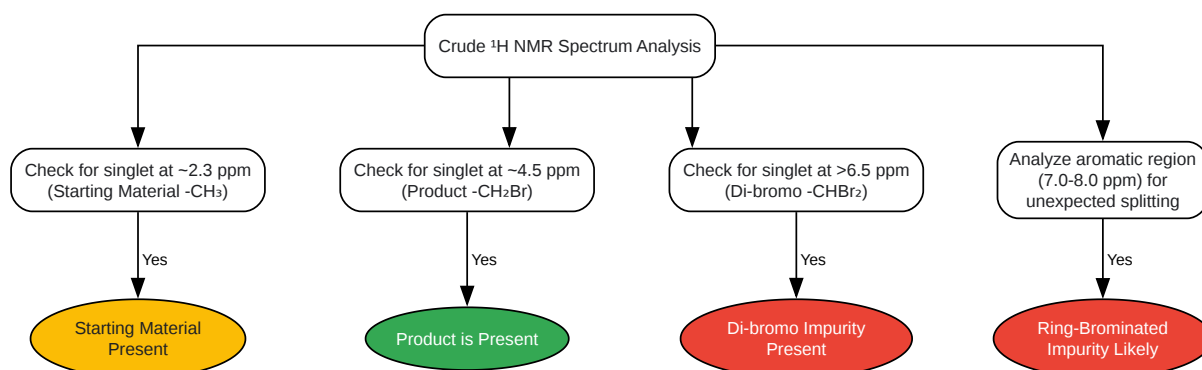 Crude ¹H NMR Spectrum Analysis
Check for singlet at ~2.3 ppm
(Starting Material -CH₃)
Check for singlet at ~4.5 ppm
(Product -CH₂Br)
Check for singlet at >6.5 ppm
(Di-bromo -CHBr₂)
Analyze aromatic region
(7.0-8.0 ppm) for
unexpected splitting
Yes
Yes
Yes
Yes
Starting Material
Present
Product is Present
Di-bromo Impurity
Present
Ring-Brominated
Impurity Likely